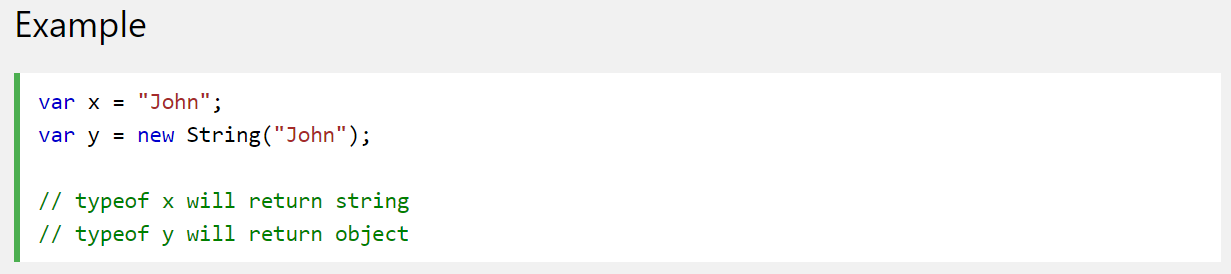 Example
var x = "John";
var y = new String("John");
// typeof x will return string
// typeof y will return object